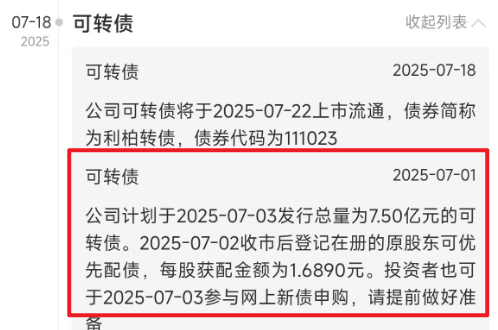 07-18 可转债 收起列表
2025
可转债 2025-07-18
公司可转债将于2025-07-22上市流通，债券简称
为利柏转债，债券代码为111023
可转债 2025-07-01
公司计划于2025-07-03发行总量为7.50亿元的可
转债。2025-07-02收市后登记在册的原股东可优
先配债，每股获配金额为1.6890元。投资者也可
于2025-07-03参与网上新债申购，请提前做好准
备